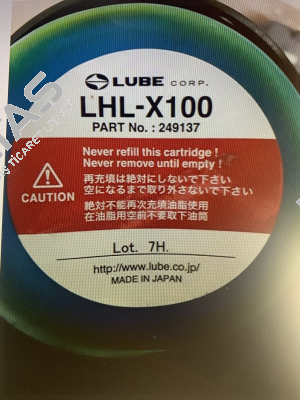 LUBE CORP.
LHL-X100
PART No. : 249137
Never refill this cartridge !
Never remove until empty !
再充填は絶対にしないで下さい
空になるまで取り外さないで下さい
絶対不能再次充填油脂使用
在油脂用空前不要取下油筒
CAUTION
Lot. 7H.
http://www.lube.co.jp/
MADE IN JAPAN